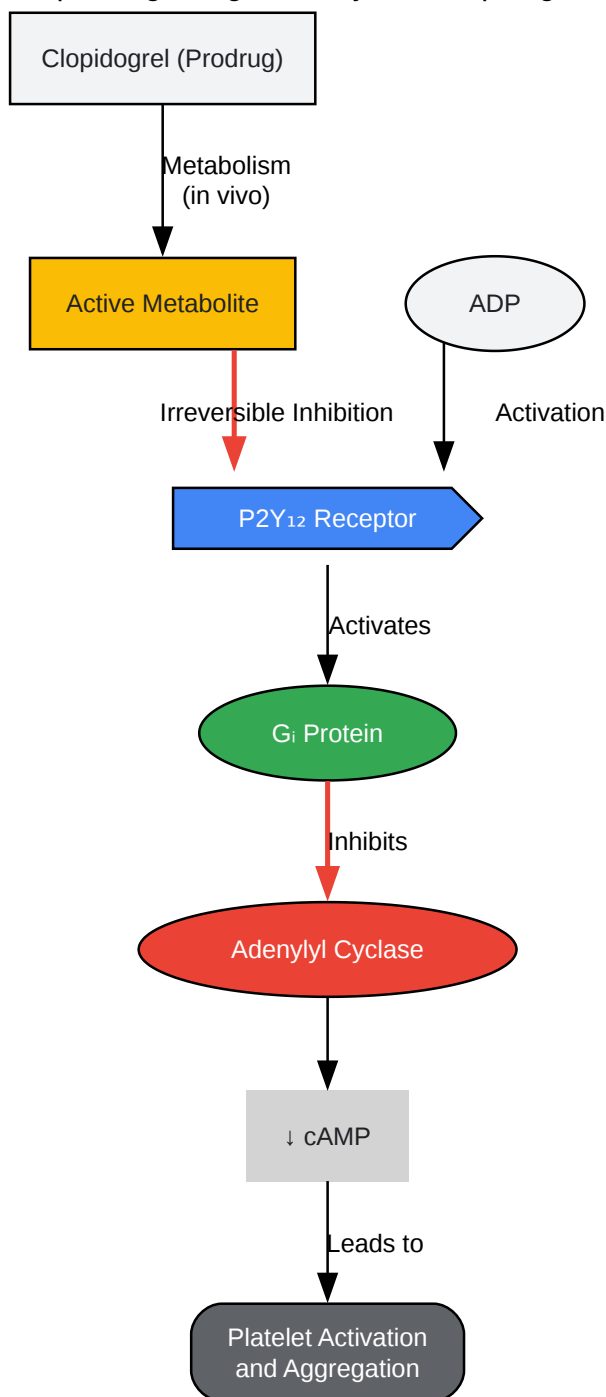 Clopidogrel (Prodrug)
Metabolism
(in vivo)
Active Metabolite
ADP
Irreversible Inhibition
Activation
P2Y₁₂ Receptor
Activates
Gᵢ Protein
Inhibits
Adenylyl Cyclase
↓ cAMP
Leads to
Platelet Activation
and Aggregation